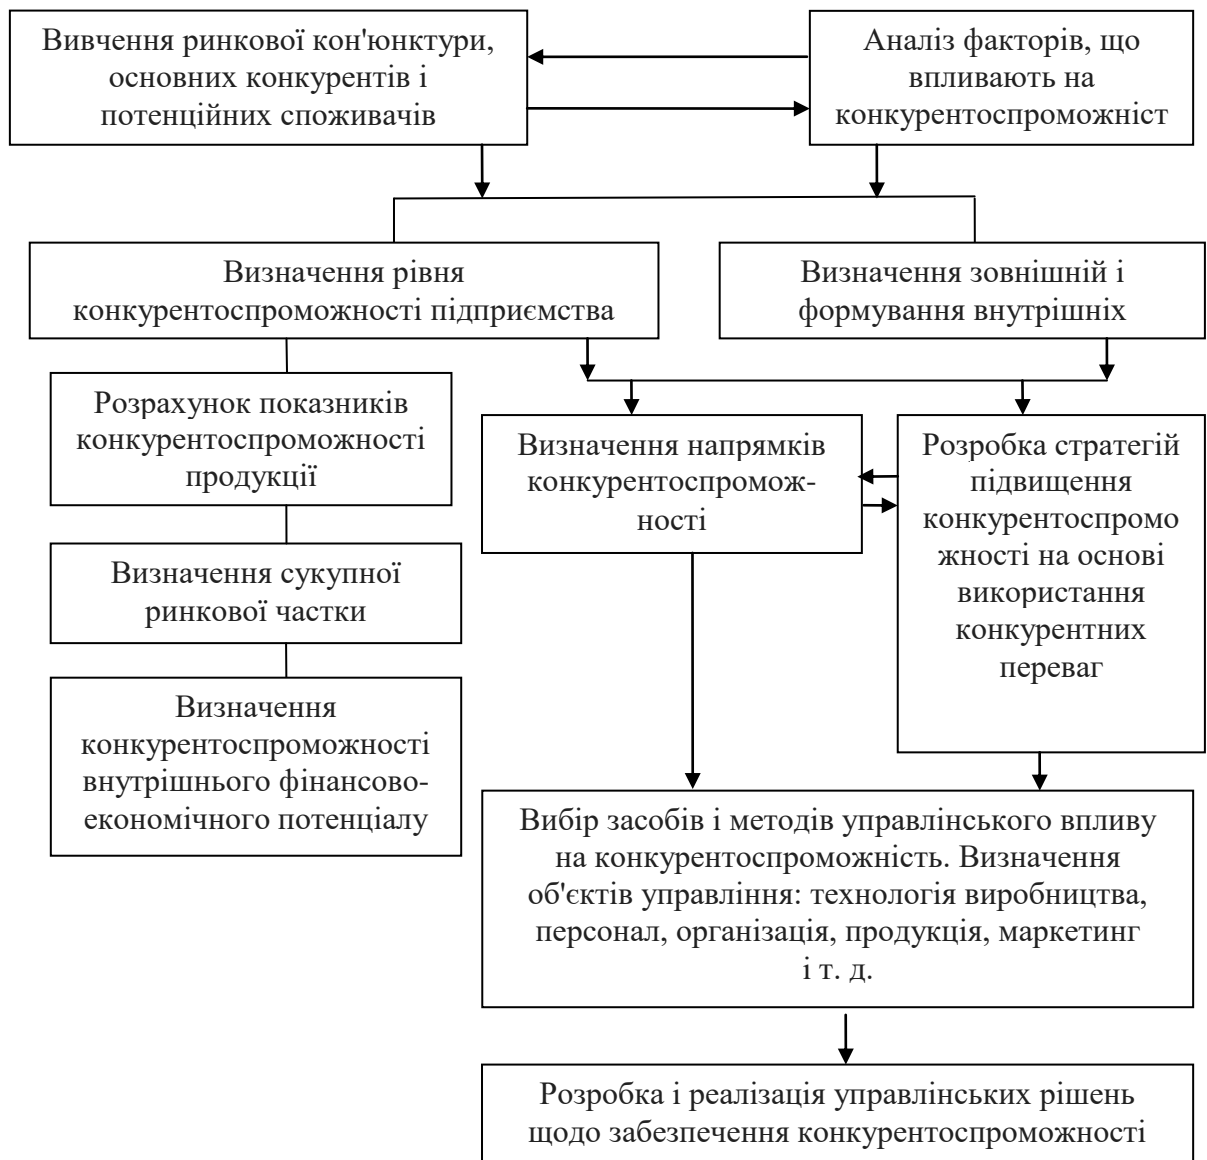 Вивчення ринкової кон'юнктури,
основних конкурентів і
потенційних споживачів
Аналіз факторів, що
впливають на
конкурентоспроможніст
Визначення рівня
конкурентоспроможності підприємства
Визначення зовнішній і
формування внутрішніх
Розрахунок показників
конкурентоспроможності
продукції
Визначення напрямків
конкурентоспромож-
ності
Розробка стратегій
підвищення
конкурентоспромо
жності на основі
використання
конкурентних
переваг
Визначення сукупної
ринкової частки
Визначення
конкурентоспроможності
внутрішнього фінансово-
економічного потенціалу
Вибір засобів і методів управлінського впливу
на конкурентоспроможність. Визначення
об'єктів управління: технологія виробництва,
персонал, організація, продукція, маркетинг
і т. д.
Розробка і реалізація управлінських рішень
щодо забезпечення конкурентоспроможності